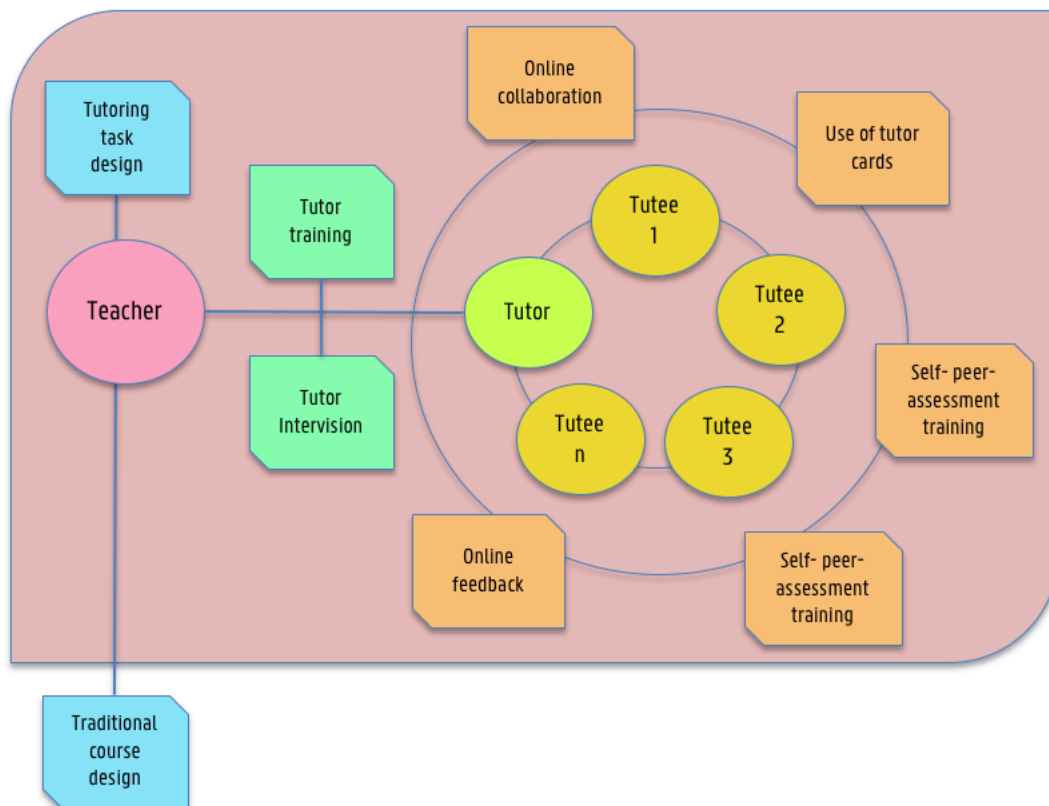 Online
collaboration
Tutoring
task
design
Use of tutor
cards
Tutor
training
Tutee
1
Teacher
Tutor
Tutee
2
Tutor
Intervision
Self- peer-
assessment
training
Tutee
n
Tutee
3
Online
feedback
Self- peer-
assessment
training
Traditional
course
design